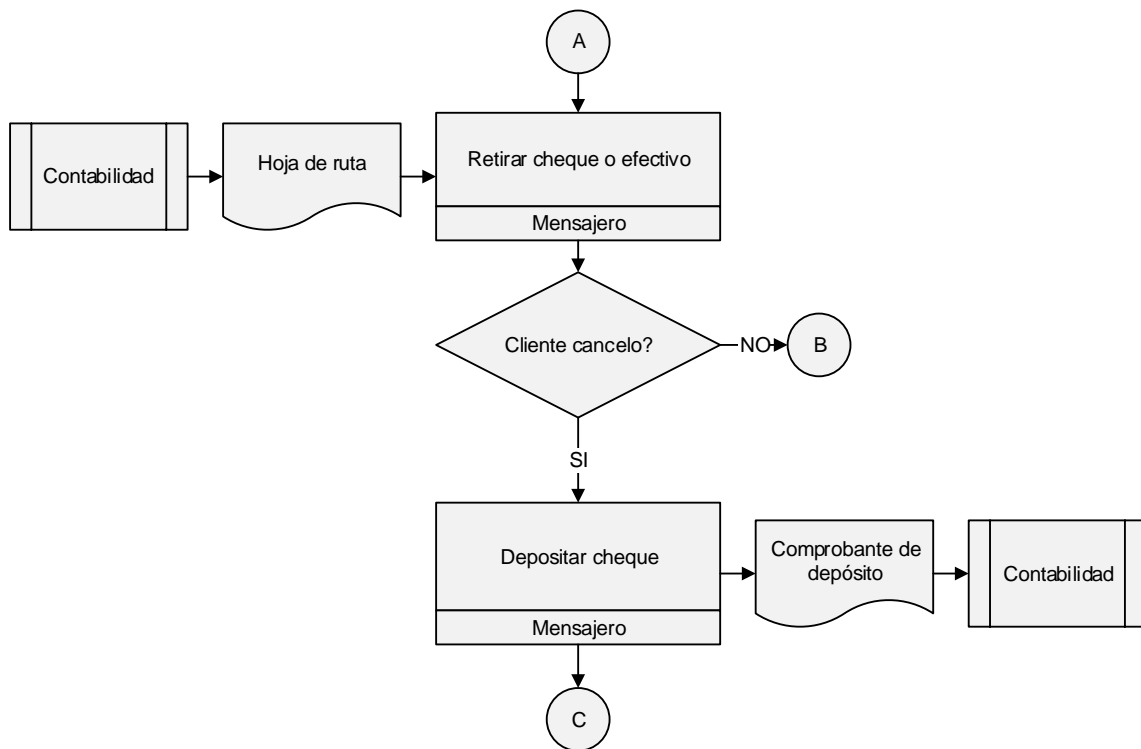 A
Contabilidad
Hoja de ruta
Retirar cheque o efectivo
Mensajero
Cliente cancelo?
NO
B
SI
Depositar cheque
Mensajero
Comprobante de
depósito
Contabilidad
C